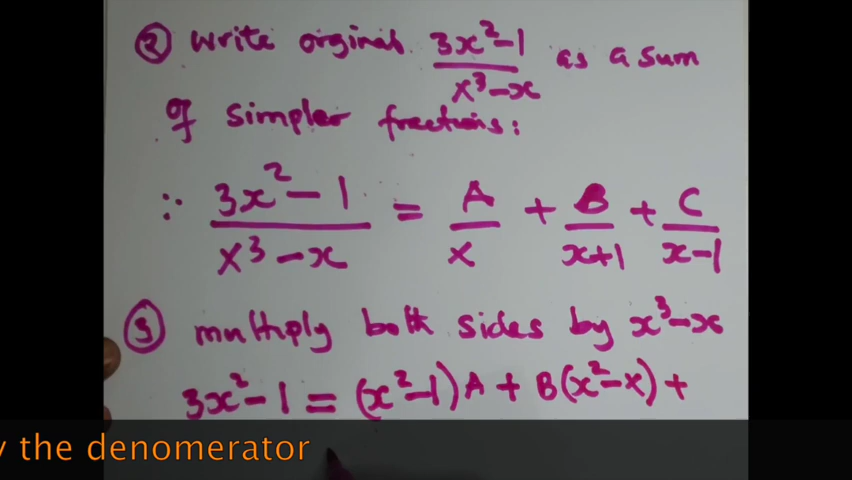 ② Write orginal 3x²-1/x³-x as a sum
of simpler fractions:
∵ 3x²-1/x³-x = A/x + B/x+1 + C/x-1
③ multiply both sides by x³-x
3x²-1 = (x²-1)A + B(x²-x) +
y the denomerator